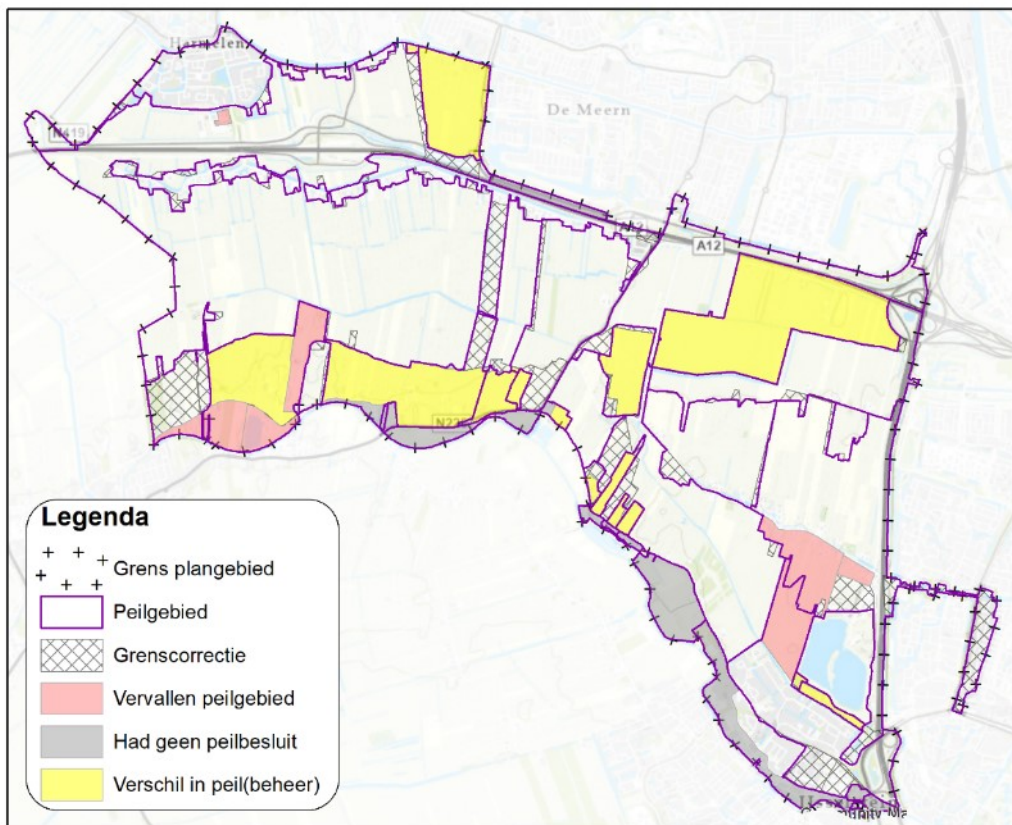 Harmelen
De Meern
N419
A12
A12
Legenda
Grens plangebied
Peilgebied
Grenscorrectie
Vervallen peilgebied
Had geen peilbesluit
Verschil in peil(beheer)